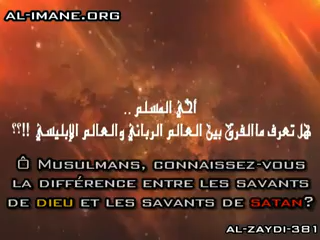 AL-IMANE.ORG
أخي المسلم ..
هل تعرف ما الفرق بين العالم الرباني والعالم الإبليسي !!؟؟
Ô MUSULMANS, CONNAISSEZ-VOUS
LA DIFFÉRENCE ENTRE LES SAVANTS
DE DIEU ET LES SAVANTS DE SATAN?
AL-ZAYDI-381